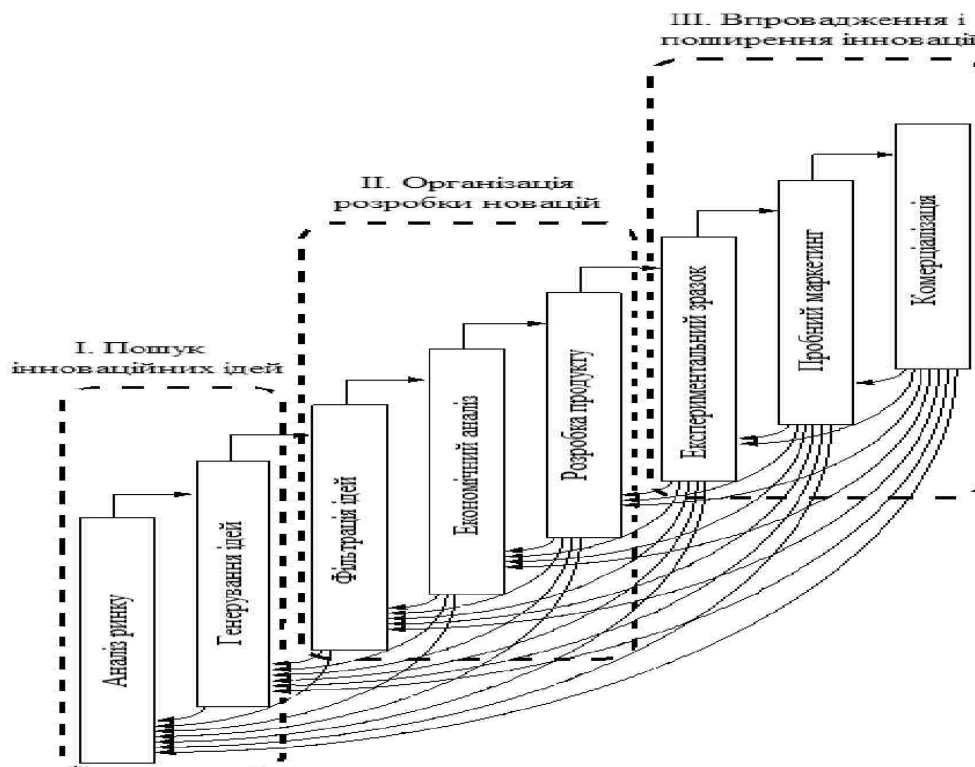 I. Пошук
інноваційних ідей
Аналіз ринку
Генерування ідей
II. Організація
розробки новацій
Фільтрація ідей
Економічний аналіз
Розробка продукту
III. Впровадження і
поширення інновацій
Експериментальний зразок
Пробний маркетинг
Комерціалізація